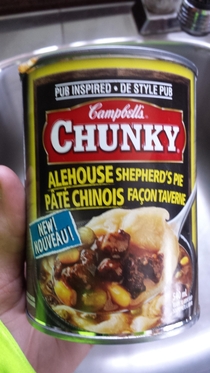 PUB INSPIRED • DE STYLE PUB
Campbell's
CHUNKY
ALEHOUSE SHEPHERD'S PIE
PÂTÉ CHINOIS FAÇON TAVERNE
NEW!
NOUVEAU!